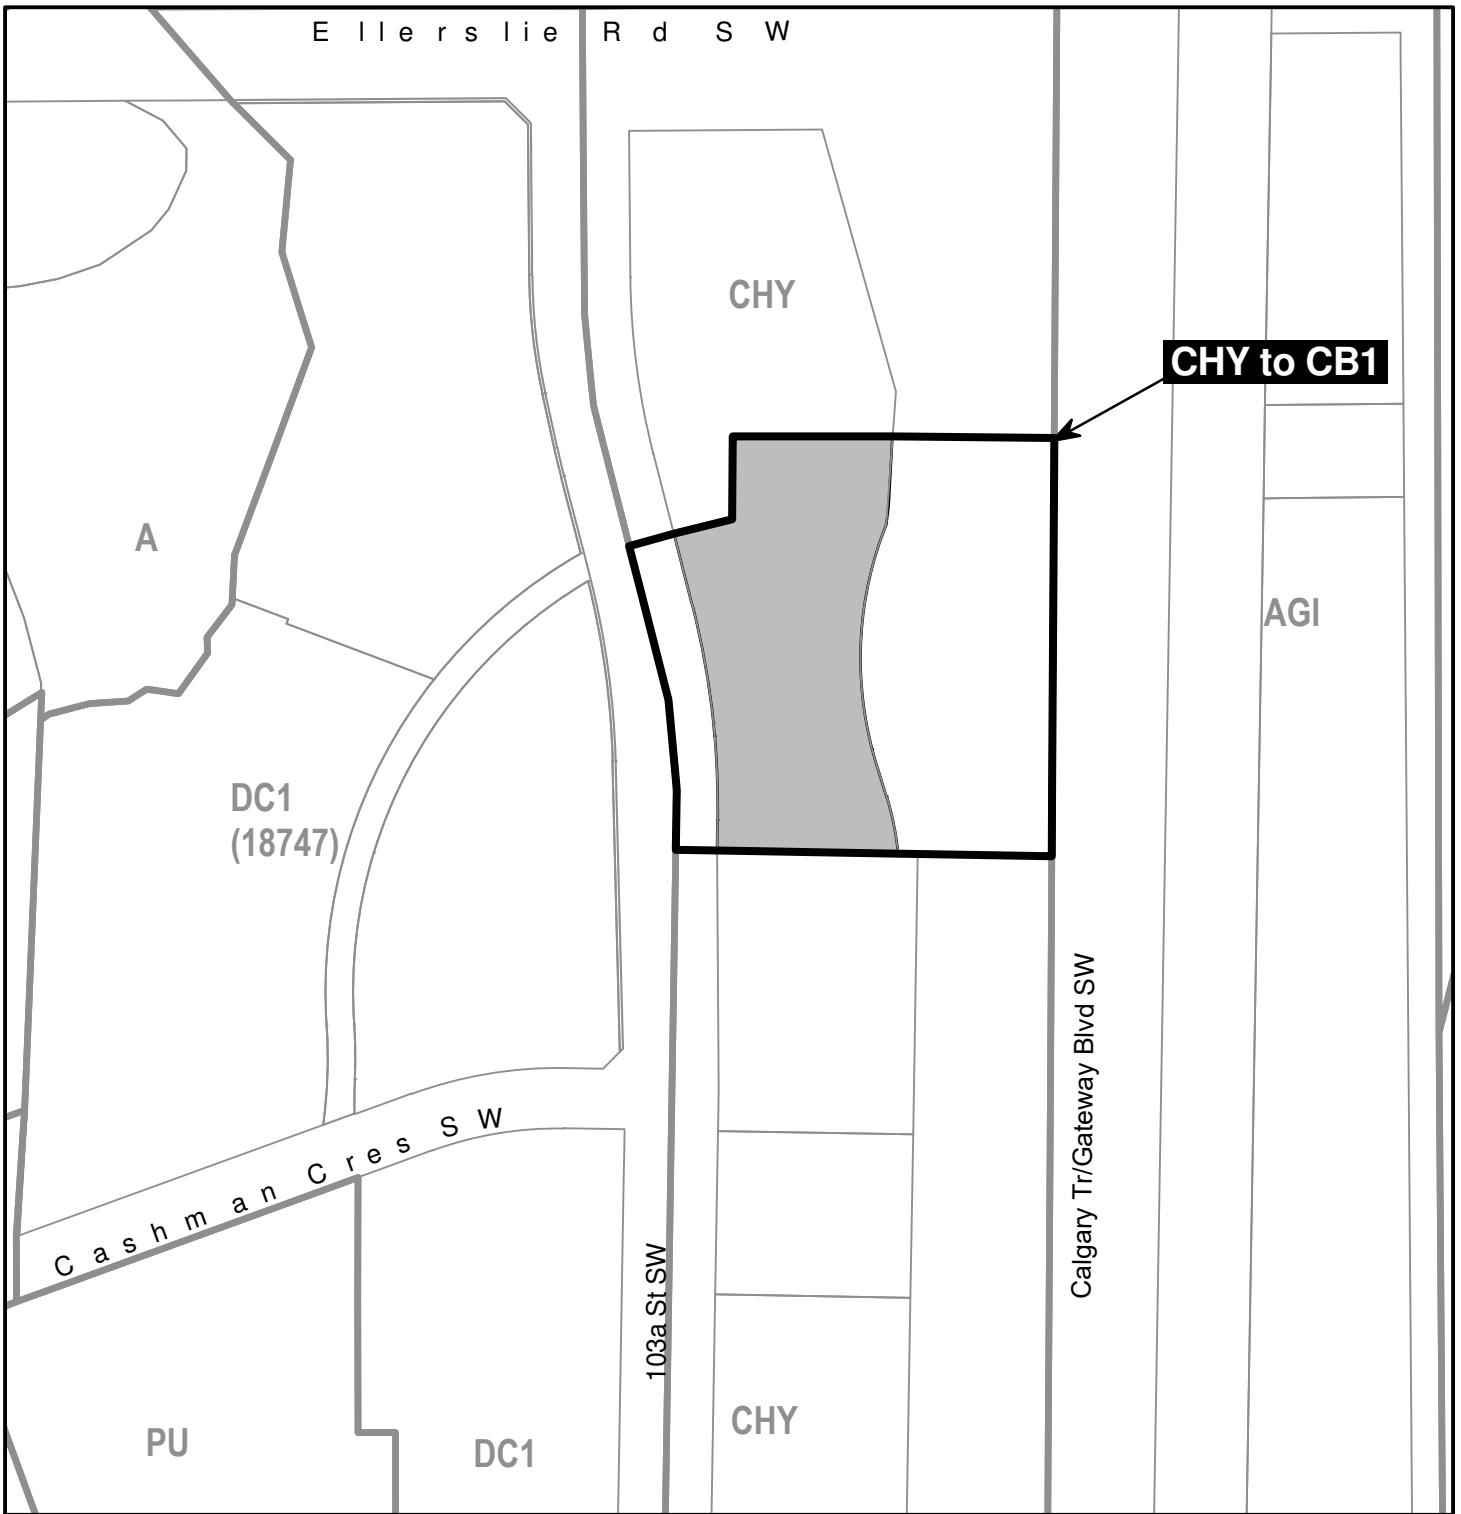 Ellerslie Rd SW
CHY
CHY to CB1
A
AGI
DC1
(18747)
Calgary Tr/Gateway Blvd SW
Cashman Cres SW
103a St SW
CHY
PU
DC1